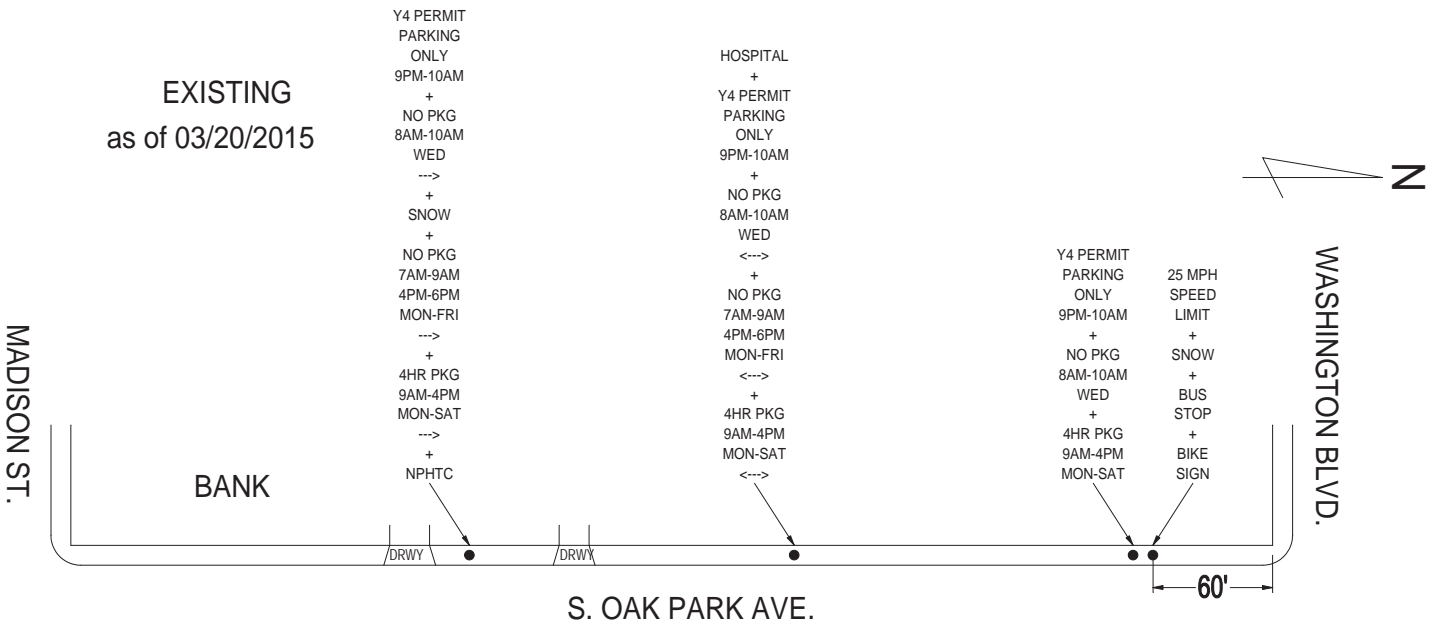 EXISTING
as of 03/20/2015
Y4 PERMIT
PARKING
ONLY
9PM-10AM
+
NO PKG
8AM-10AM
WED
--->
+
SNOW
+
NO PKG
7AM-9AM
4PM-6PM
MON-FRI
--->
+
4HR PKG
9AM-4PM
MON-SAT
--->
+
NPHTC
HOSPITAL
+
Y4 PERMIT
PARKING
ONLY
9PM-10AM
+
NO PKG
8AM-10AM
WED
<--->
+
NO PKG
7AM-9AM
4PM-6PM
MON-FRI
<--->
+
4HR PKG
9AM-4PM
MON-SAT
<--->
Y4 PERMIT
PARKING
ONLY
9PM-10AM
+
NO PKG
8AM-10AM
WED
+
4HR PKG
9AM-4PM
MON-SAT
25 MPH
SPEED
LIMIT
+
SNOW
+
BUS
STOP
+
BIKE
SIGN
N
WASHINGTON BLVD.
MADISON ST.
BANK
DRWY
DRWY
60'
S. OAK PARK AVE.